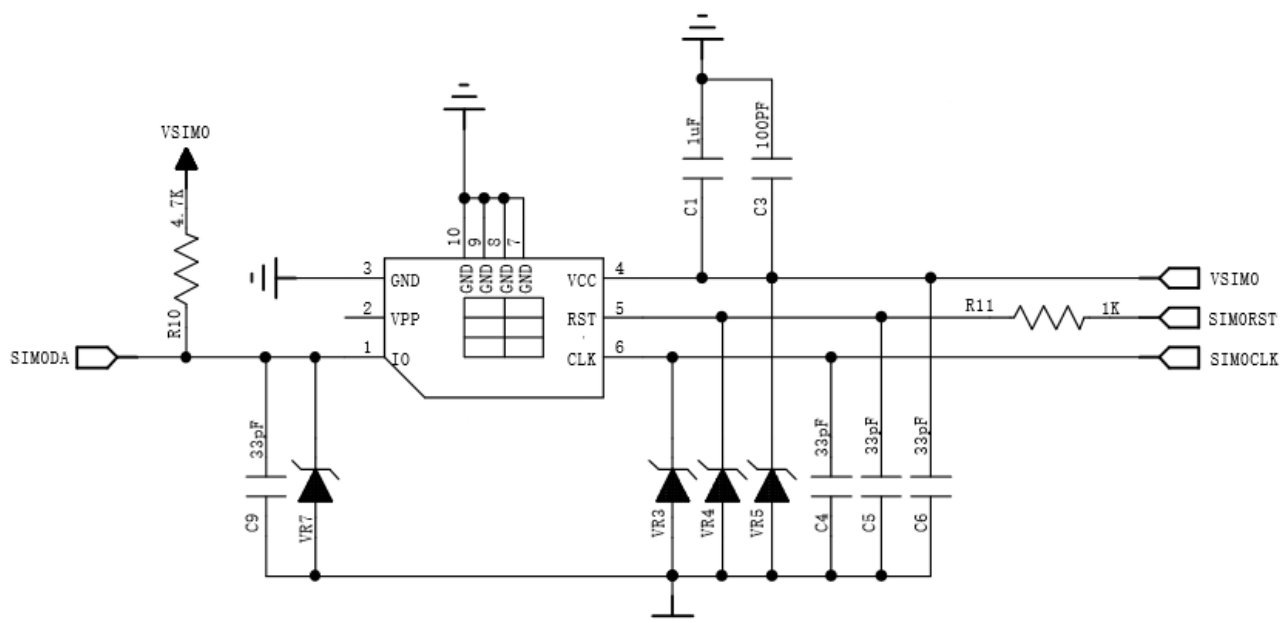 VSIMO
4.7K
R10
SIMODA
1uF
100PF
C1
C3
10
9
8
7
GND
GND
GND
GND
3
GND
2
VPP
1
IO
VCC
4
RST
5
CLK
6
R11
1K
VSIMO
SIMORST
SIMOCLK
33pF
C9
VR7
VR3
VR4
VR5
33pF
33pF
33pF
C4
C5
C6